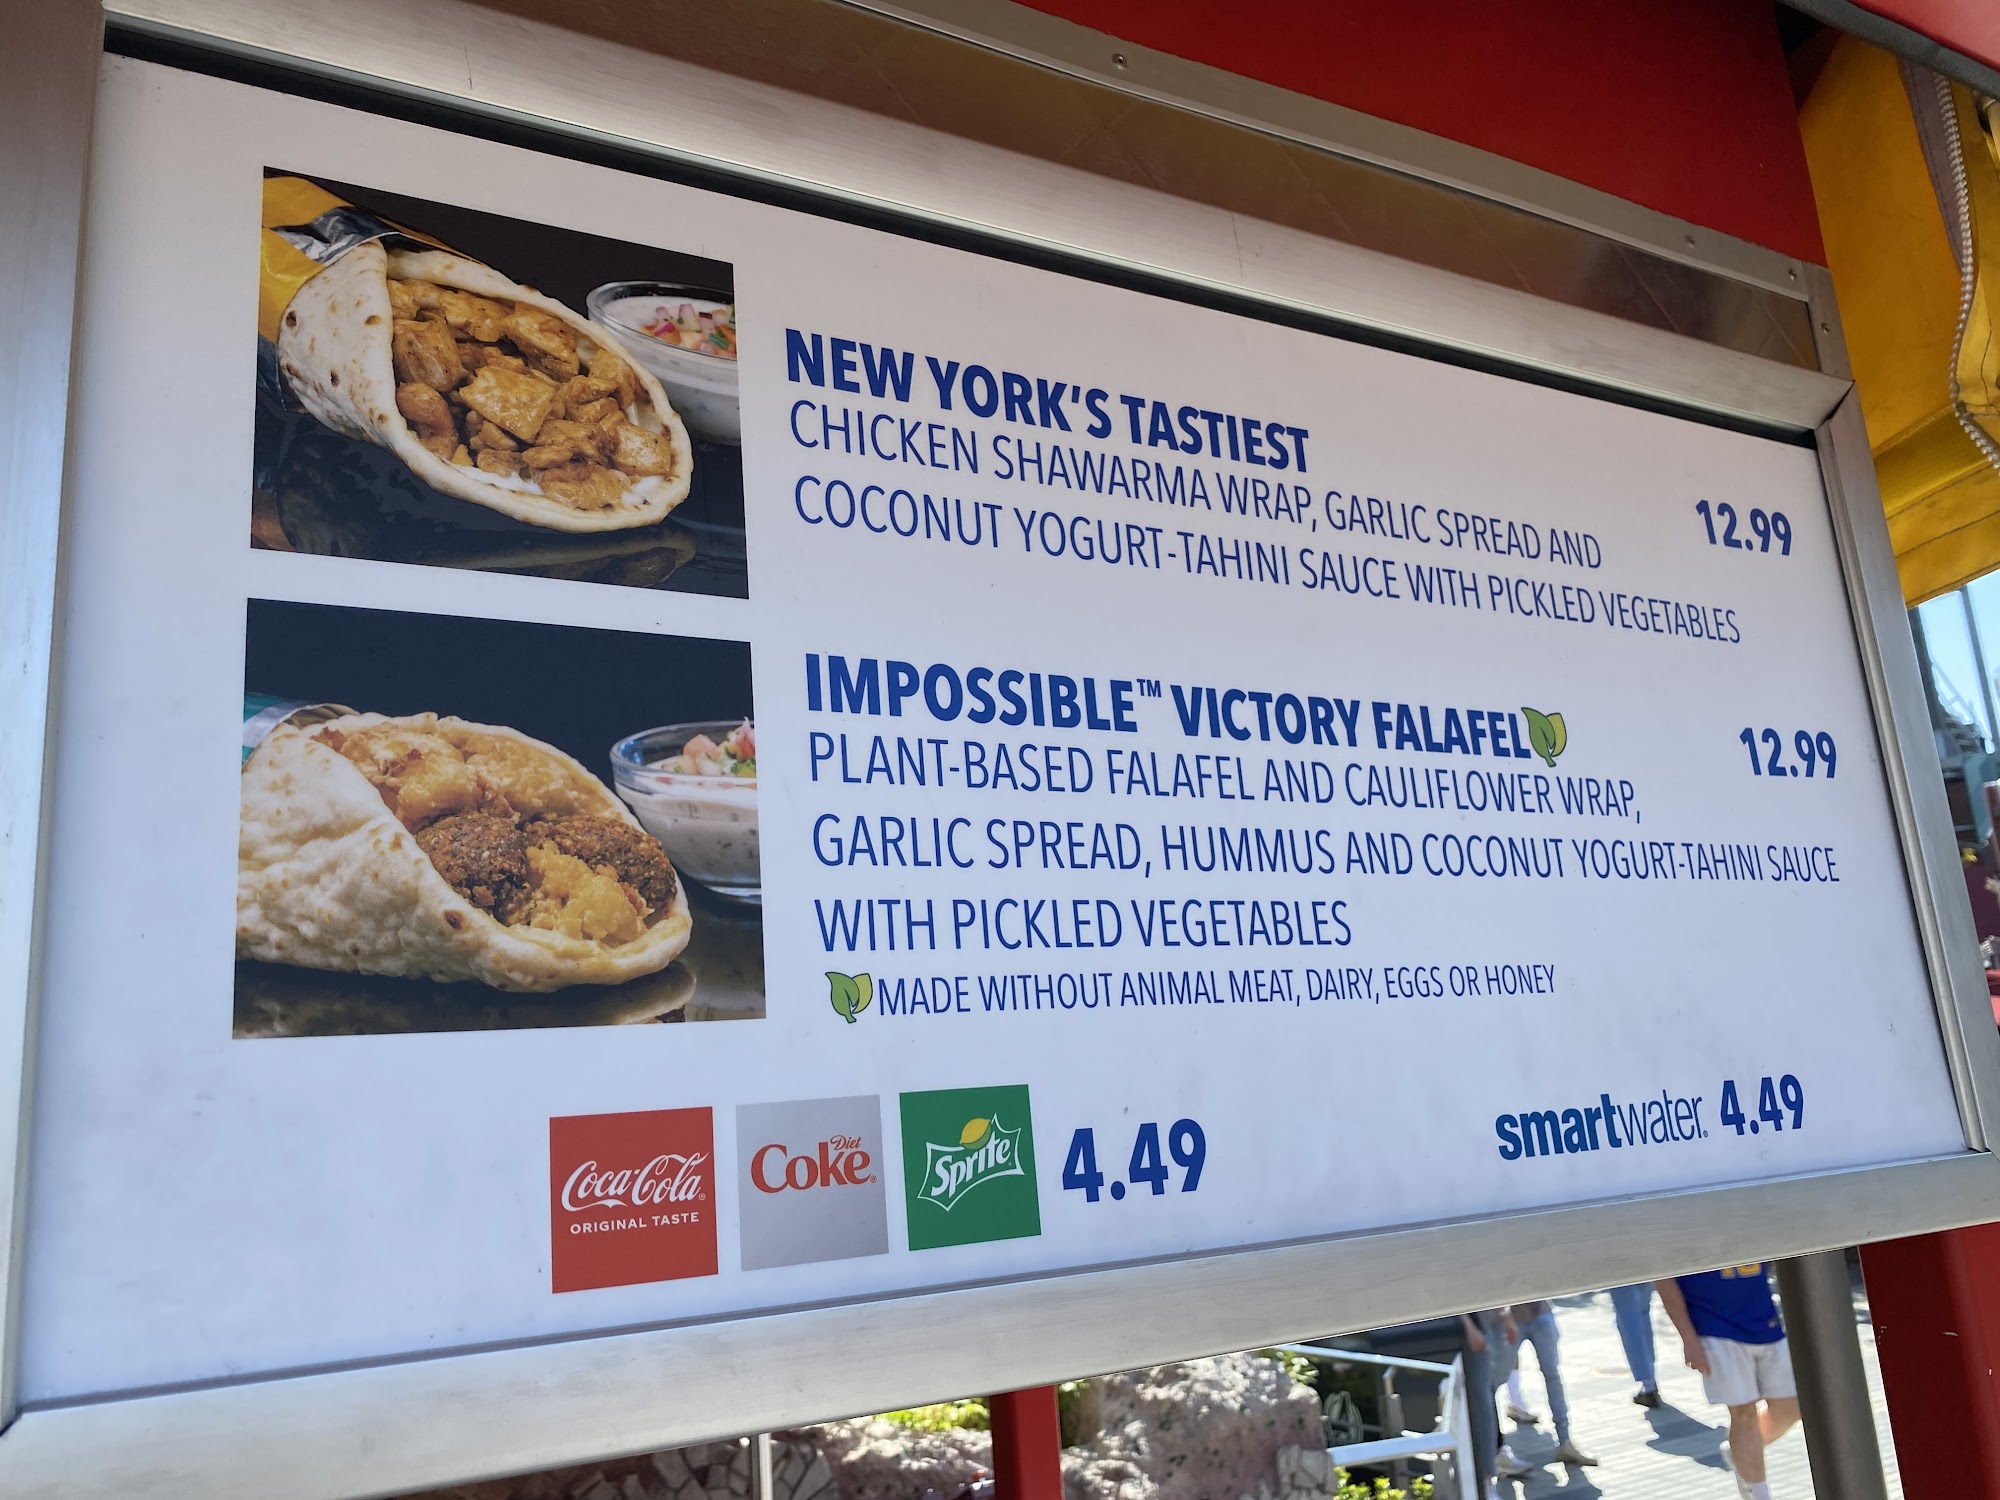 NEW YORK'S TASTIEST
CHICKEN SHAWARMA WRAP, GARLIC SPREAD AND
COCONUT YOGURT-TAHINI SAUCE WITH PICKLED VEGETABLES
12.99
IMPOSSIBLE™ VICTORY FALAFEL
PLANT-BASED FALAFEL AND CAULIFLOWER WRAP,
GARLIC SPREAD, HUMMUS AND COCONUT YOGURT-TAHINI SAUCE
WITH PICKLED VEGETABLES
12.99
MADE WITHOUT ANIMAL MEAT, DAIRY, EGGS OR HONEY
Coca-Cola®
ORIGINAL TASTE
Diet
Coke®
Sprite
4.49
smartwater. 4.49